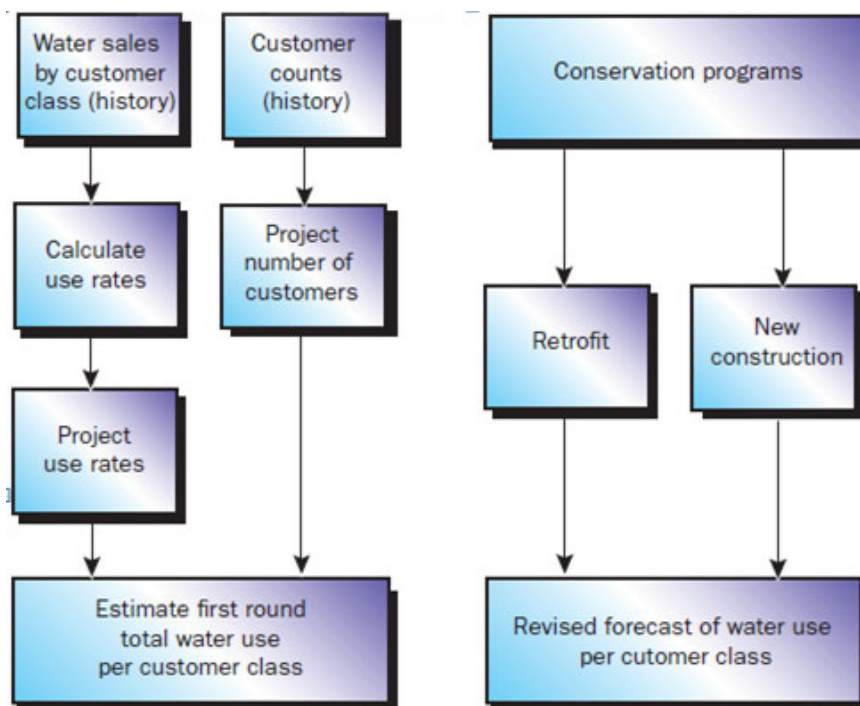 Water sales
by customer
class (history)
Customer
counts
(history)
Conservation programs
Calculate
use rates
Project
number of
customers
Retrofit
New
construction
Project
use rates
Estimate first round
total water use
per customer class
Revised forecast of water use
per cutomer class